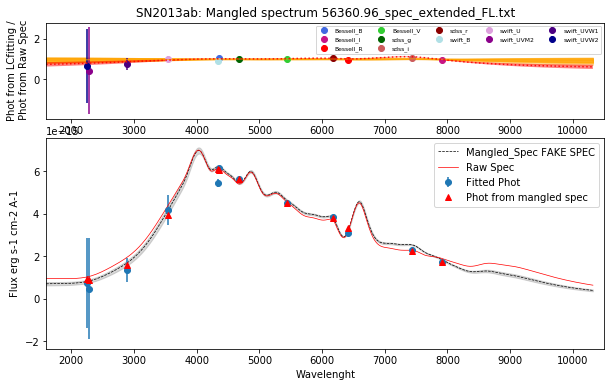 SN2013ab: Mangled spectrum 56360.96_spec_extended_FL.txt
Phot from LCfitting /
Phot from Raw Spec
2
0
Bessell_B
Bessell_I
Bessell_R
Bessell_V
sdss_g
sdss_i
sdss_r
swift_B
swift_U
swift_UVM2
swift_UVW1
swift_UVW2
2000 3000 4000 5000 6000 7000 8000 9000 10000
Flux erg s-1 cm-2 A-1
6
4
2
0
−2
Mangled_Spec FAKE SPEC
Raw Spec
Fitted Phot
Phot from mangled spec
2000 3000 4000 5000 6000 7000 8000 9000 10000
Wavelenght